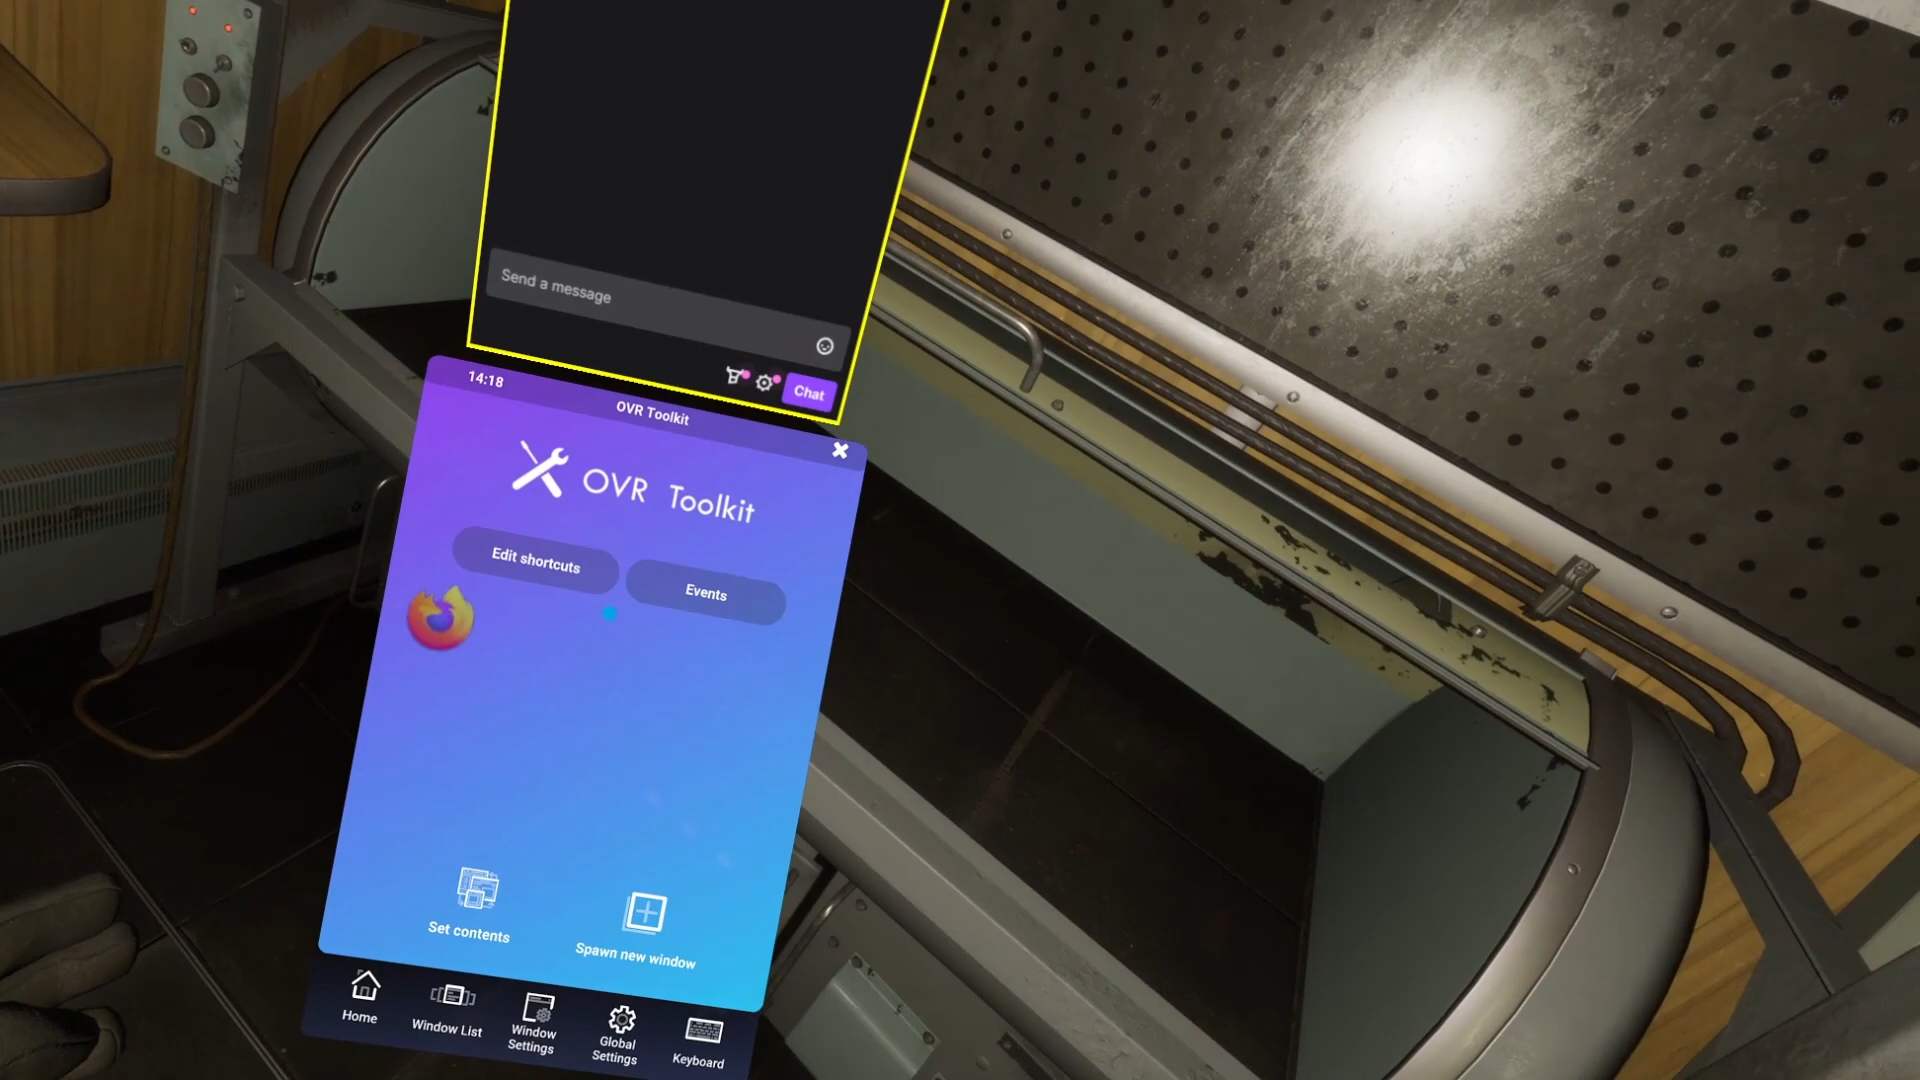 Send a message
Chat
14:18
OVR Toolkit
OVR Toolkit
Edit shortcuts
Events
Set contents
Spawn new window
Home
Window List
Window Settings
Global Settings
Keyboard